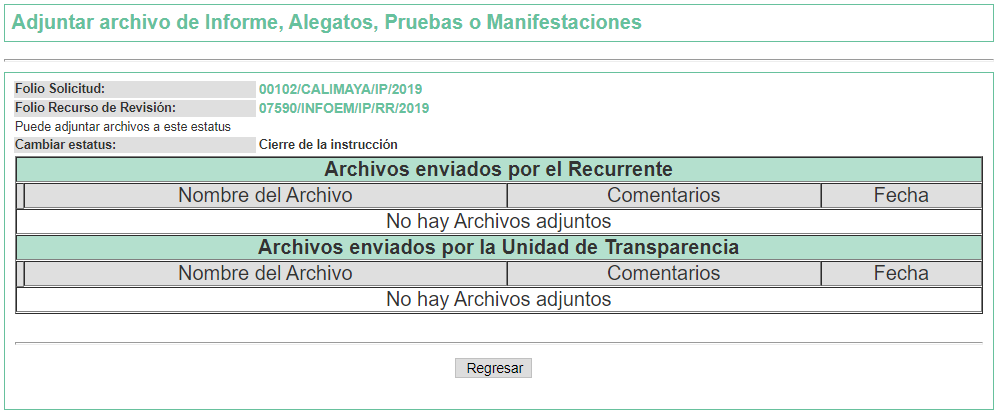 Adjuntar archivo de Informe, Alegatos, Pruebas o Manifestaciones
Folio Solicitud: 00102/CALIMAYA/IP/2019
Folio Recurso de Revisión: 07590/INFOEM/IP/RR/2019
Puede adjuntar archivos a este estatus
Cambiar estatus: Cierre de la instrucción
Archivos enviados por el Recurrente
Nombre del Archivo Comentarios Fecha
No hay Archivos adjuntos
Archivos enviados por la Unidad de Transparencia
Nombre del Archivo Comentarios Fecha
No hay Archivos adjuntos
Regresar